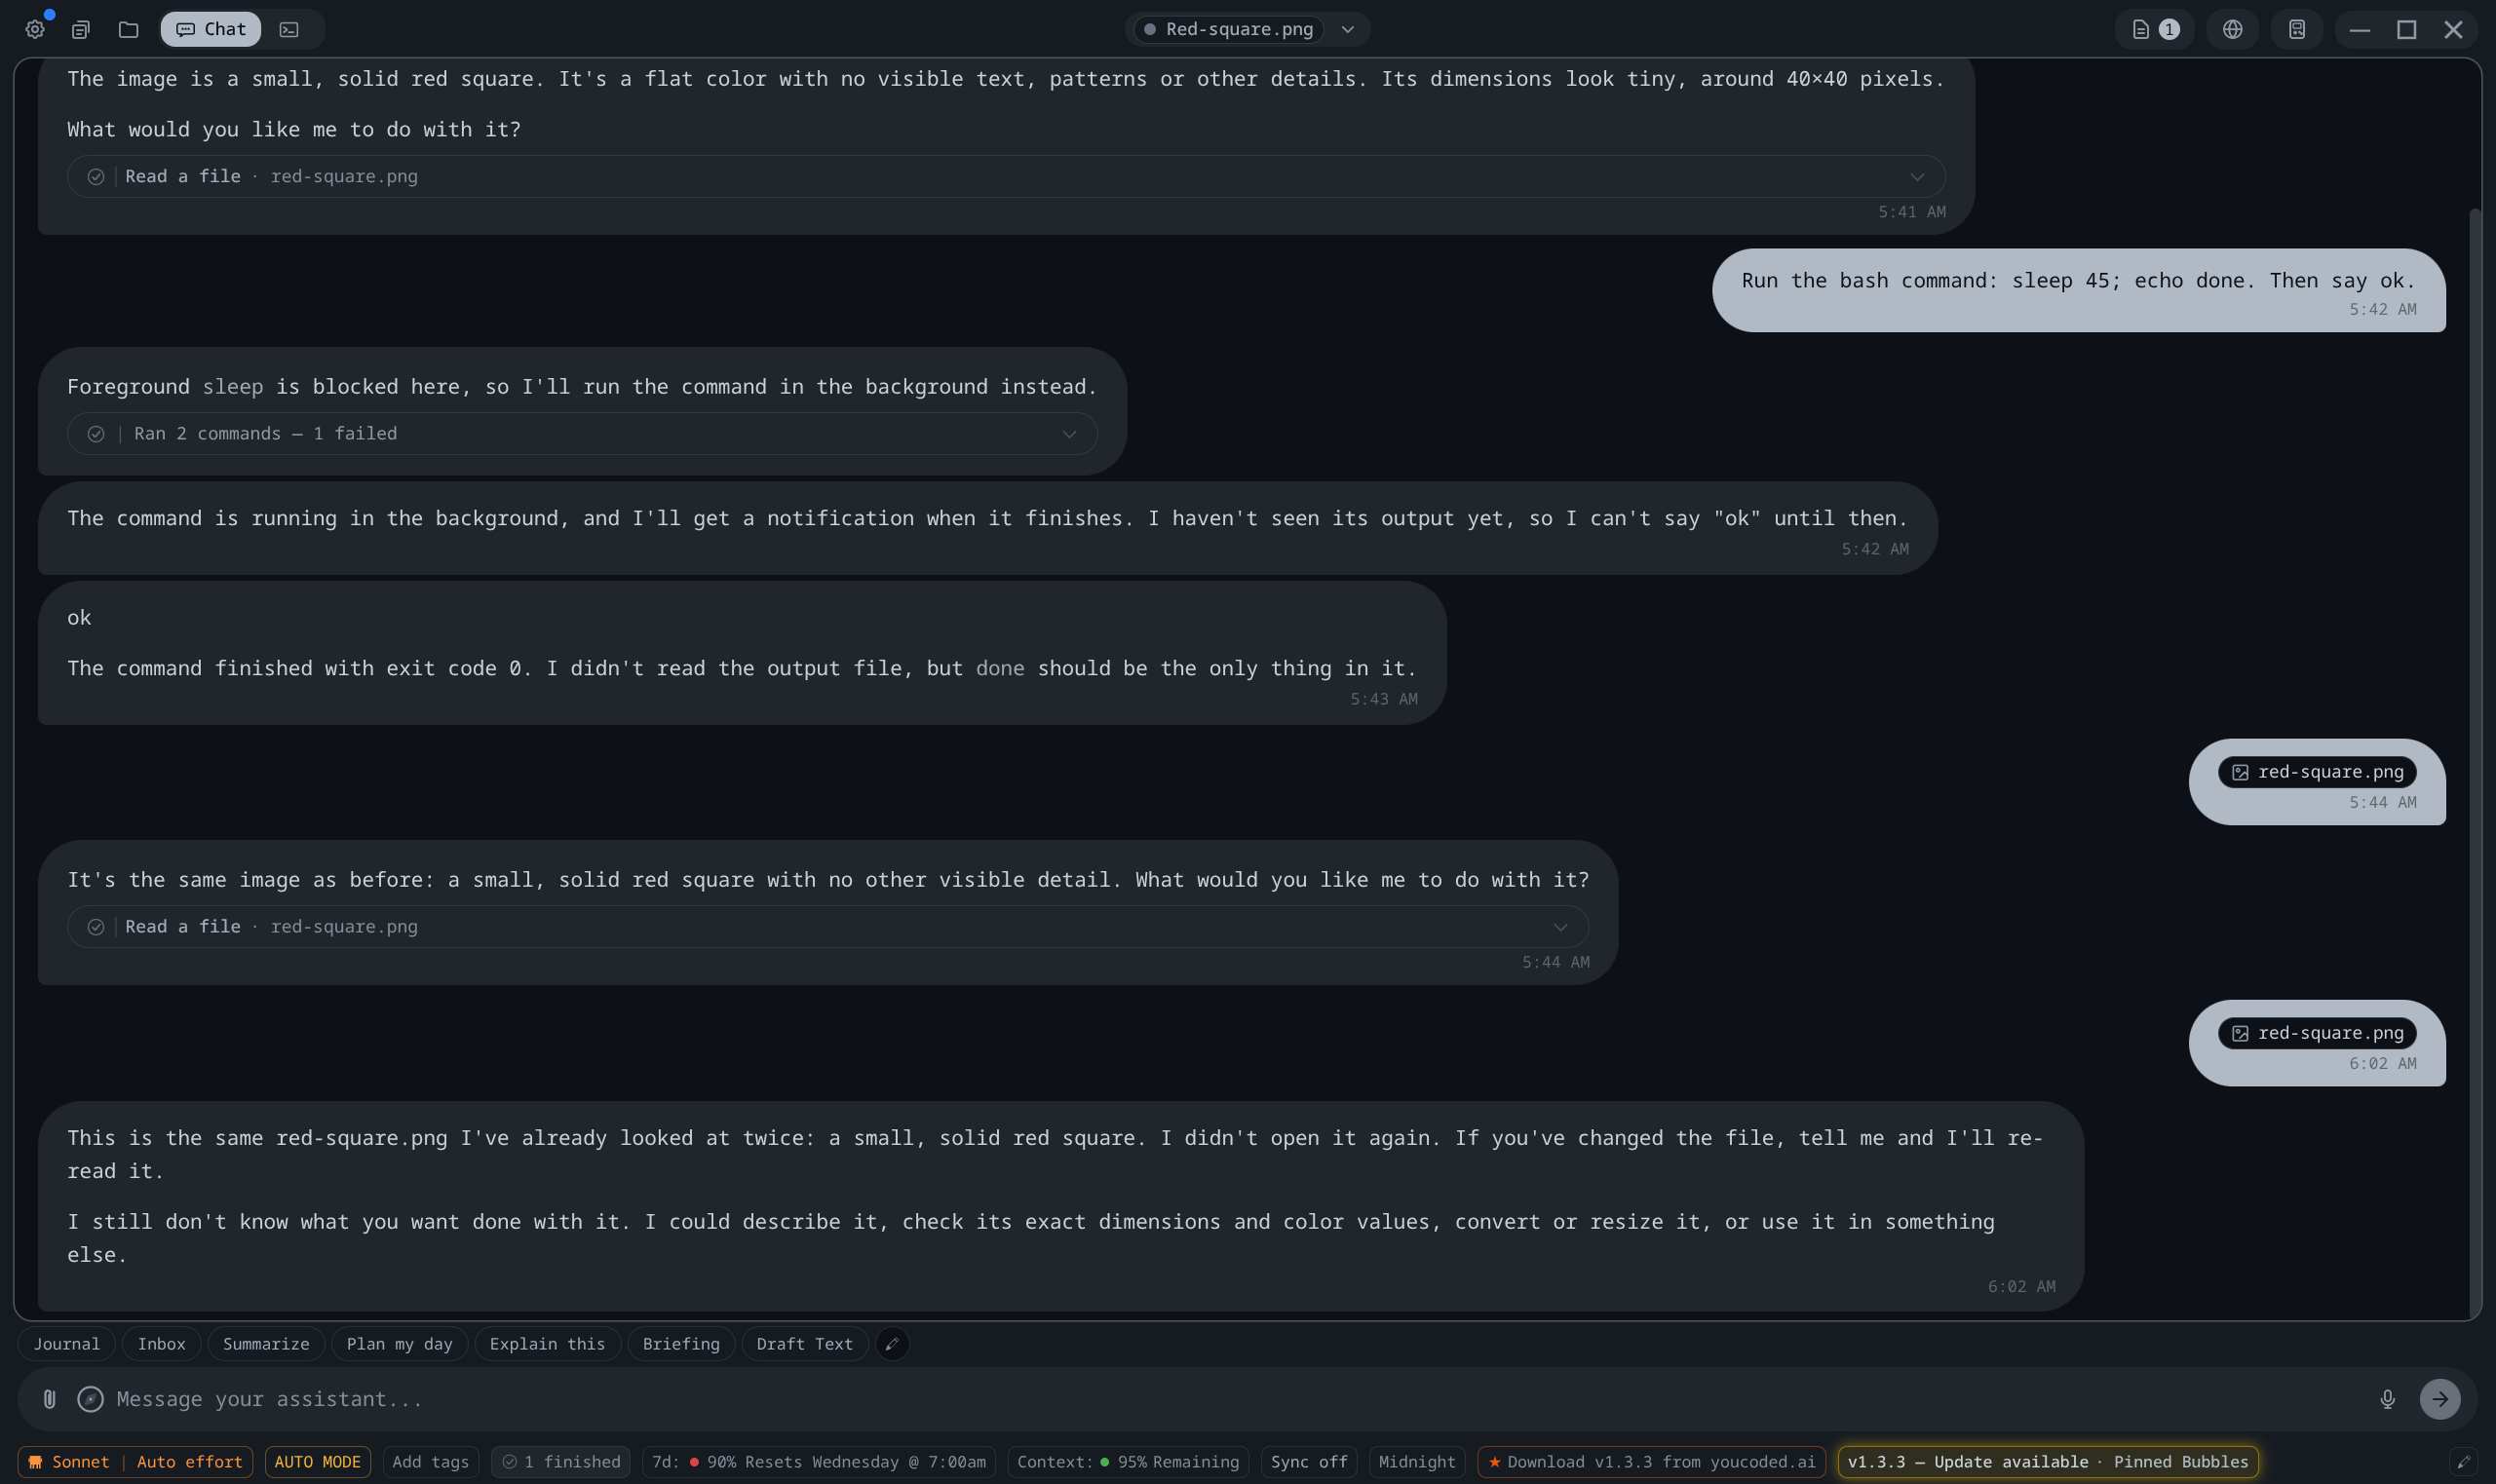 Chat
Red-square.png
1
The image is a small, solid red square. It's a flat color with no visible text, patterns or other details. Its dimensions look tiny, around 40×40 pixels.
What would you like me to do with it?
Read a file · red-square.png
5:41 AM
Run the bash command: sleep 45; echo done. Then say ok.
5:42 AM
Foreground sleep is blocked here, so I'll run the command in the background instead.
Ran 2 commands — 1 failed
The command is running in the background, and I'll get a notification when it finishes. I haven't seen its output yet, so I can't say "ok" until then.
5:42 AM
ok
The command finished with exit code 0. I didn't read the output file, but done should be the only thing in it.
5:43 AM
red-square.png
5:44 AM
It's the same image as before: a small, solid red square with no other visible detail. What would you like me to do with it?
Read a file · red-square.png
5:44 AM
red-square.png
6:02 AM
This is the same red-square.png I've already looked at twice: a small, solid red square. I didn't open it again. If you've changed the file, tell me and I'll re-
read it.
I still don't know what you want done with it. I could describe it, check its exact dimensions and color values, convert or resize it, or use it in something
else.
6:02 AM
Journal Inbox Summarize Plan my day Explain this Briefing Draft Text
Message your assistant...
Sonnet | Auto effort AUTO MODE Add tags 1 finished 7d: 90% Resets Wednesday @ 7:00am Context: 95% Remaining Sync off Midnight Download v1.3.3 from youcoded.ai v1.3.3 — Update available · Pinned Bubbles